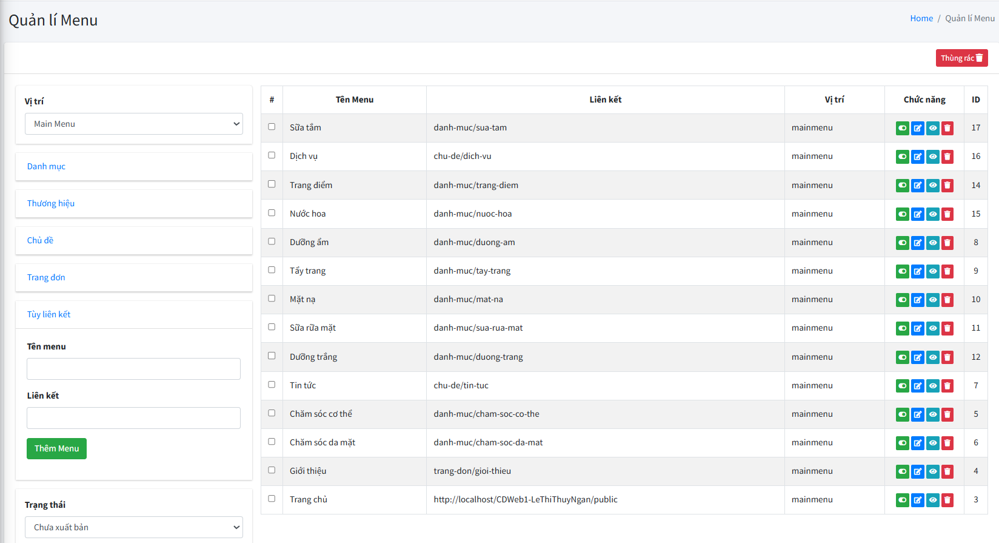 Quản lí Menu
Home / Quản lí Menu
Thùng rác
Vị trí
Main Menu
Danh mục
Thương hiệu
Chủ đề
Trang đơn
Tùy liên kết
Tên menu
Liên kết
Thêm Menu
Trạng thái
Chưa xuất bản
# Tên Menu Liên kết Vị trí Chức năng ID
Sữa tắm danh-muc/sua-tam mainmenu 17
Dịch vụ chu-de/dich-vu mainmenu 16
Trang điểm danh-muc/trang-diem mainmenu 14
Nước hoa danh-muc/nuoc-hoa mainmenu 15
Dưỡng ẩm danh-muc/duong-am mainmenu 8
Tẩy trang danh-muc/tay-trang mainmenu 9
Mặt nạ danh-muc/mat-na mainmenu 10
Sữa rữa mặt danh-muc/sua-rua-mat mainmenu 11
Dưỡng trắng danh-muc/duong-trang mainmenu 12
Tin tức chu-de/tin-tuc mainmenu 7
Chăm sóc cơ thể danh-muc/cham-soc-co-the mainmenu 5
Chăm sóc da mặt danh-muc/cham-soc-da-mat mainmenu 6
Giới thiệu trang-don/gioi-thieu mainmenu 4
Trang chủ http://localhost/CDWeb1-LeThiThuyNgan/public mainmenu 3